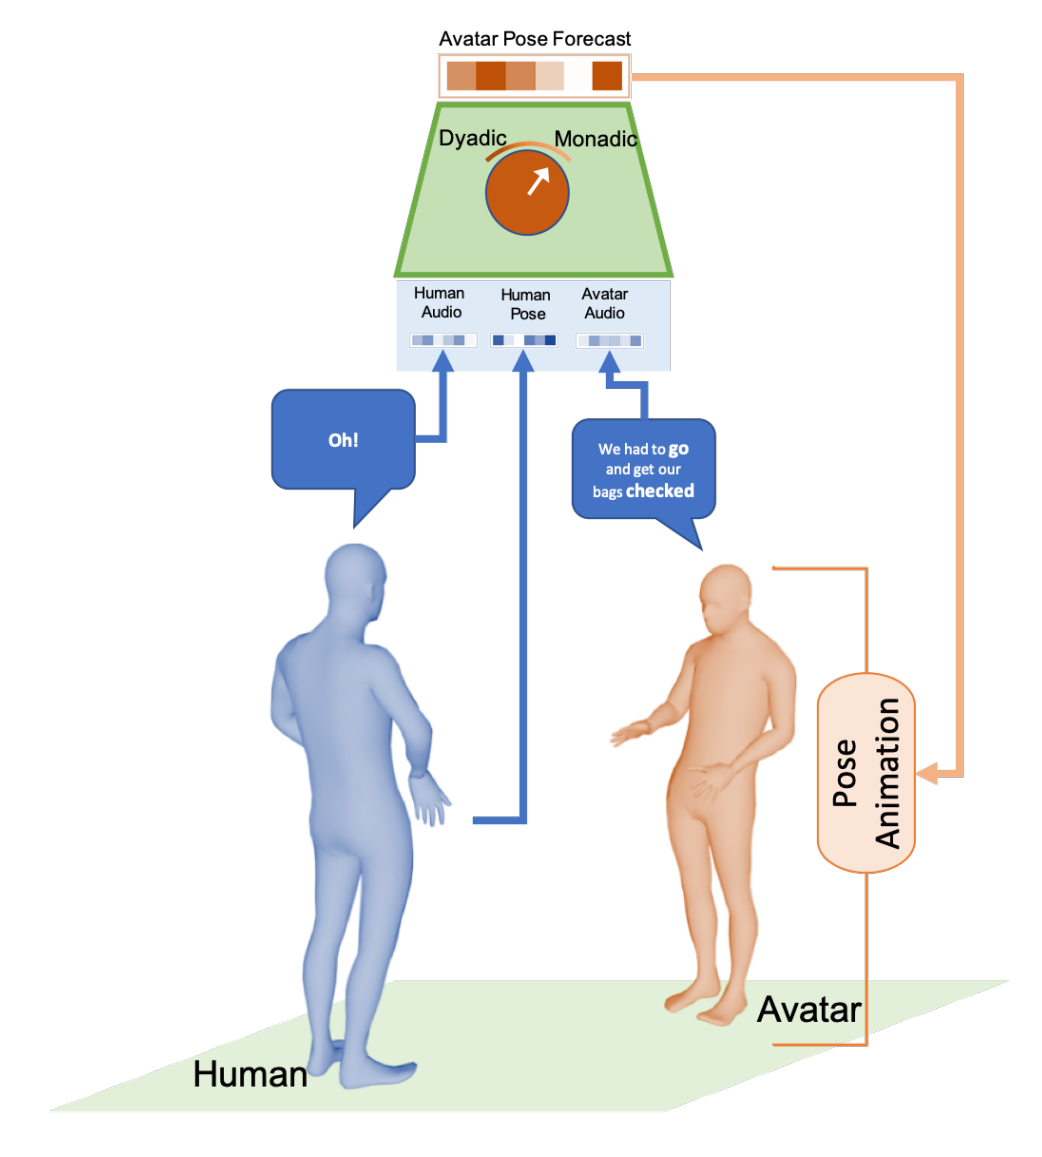 Avatar Pose Forecast
Dyadic
Monadic
Human
Audio
Human
Pose
Avatar
Audio
Oh!
We had to go
and get our
bags checked
Pose
Animation
Avatar
Human